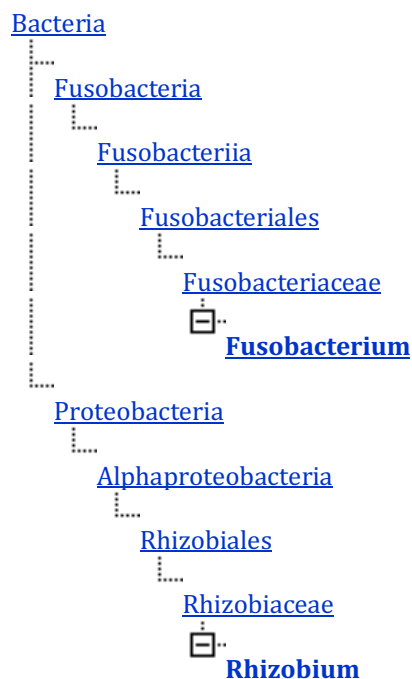 Bacteria
Fusobacteria
Fusobacteriia
Fusobacteriales
Fusobacteriaceae
Fusobacterium
Proteobacteria
Alphaproteobacteria
Rhizobiales
Rhizobiaceae
Rhizobium